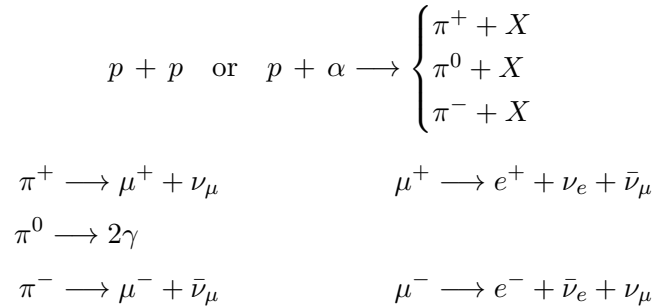 p + p or p + α ⟶ { π⁺ + X
π⁰ + X
π⁻ + X
π⁺ ⟶ μ⁺ + ν_μ μ⁺ ⟶ e⁺ + ν_e + ν̄_μ
π⁰ ⟶ 2γ
π⁻ ⟶ μ⁻ + ν̄_μ μ⁻ ⟶ e⁻ + ν̄_e + ν_μ